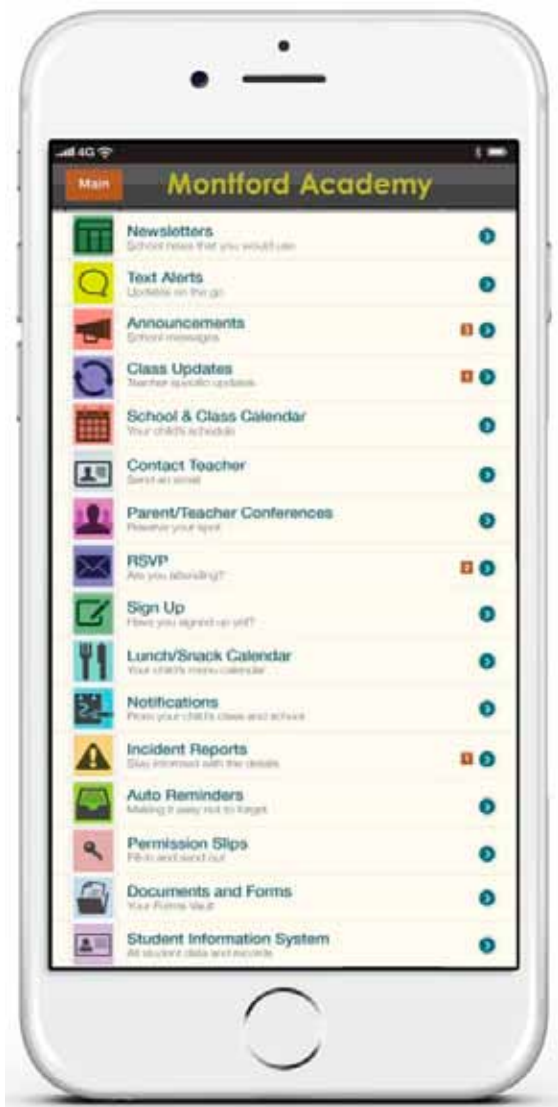 4G
Main
Montford Academy
Newsletters
School news that you would use
Text Alerts
Updates on the go
Announcements
School messages
3
Class Updates
Teacher specific updates
1
School & Class Calendar
Your child's schedule
Contact Teacher
Send an email
Parent/Teacher Conferences
Reserve your spot
RSVP
Are you attending?
2
Sign Up
Have you signed up yet?
Lunch/Snack Calendar
Your child's menu calendar
Notifications
From your child's class and school
Incident Reports
Stay informed with the details
1
Auto Reminders
Making it easy not to forget
Permission Slips
Fill in and send out
Documents and Forms
Your Forms Vault
Student Information System
All student data and records